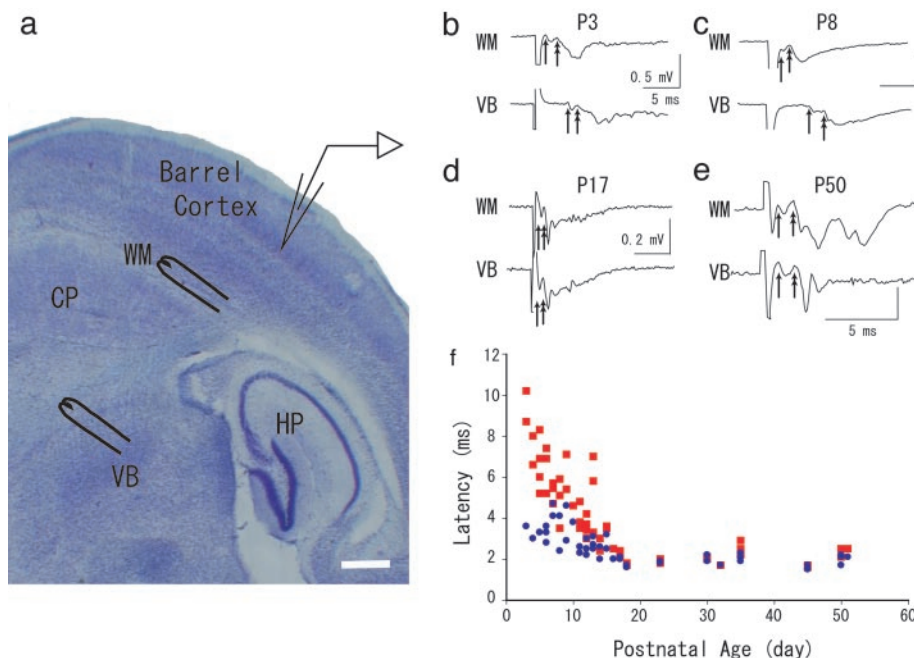 a
Barrel
Cortex
WM
CP
VB
HP
b
P3
WM
VB
0.5 mV
5 ms
c
P8
WM
VB
d
P17
WM
VB
0.2 mV
e
P50
WM
VB
5 ms
f
Latency (ms)
12
10
8
6
4
2
0
0 10 20 30 40 50 60
Postnatal Age (day)